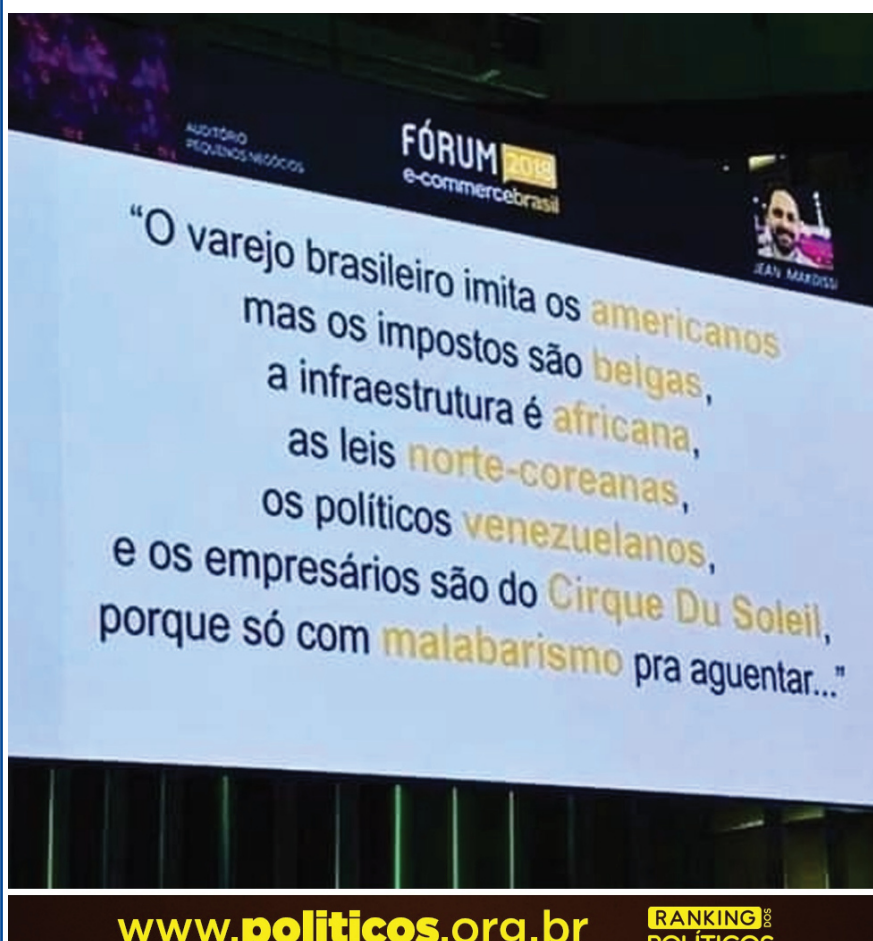 AUDITÓRIO
PEQUENOS NEGÓCIOS
FÓRUM 2018
e-commercebrasil
JEAN MAKDISSI
“O varejo brasileiro imita os americanos
mas os impostos são belgas,
a infraestrutura é africana,
as leis norte-coreanas,
os políticos venezuelanos,
e os empresários são do Cirque Du Soleil,
porque só com malabarismo pra aguentar...”
www.politicos.org.br
RANKING DOS
POLÍTICOS